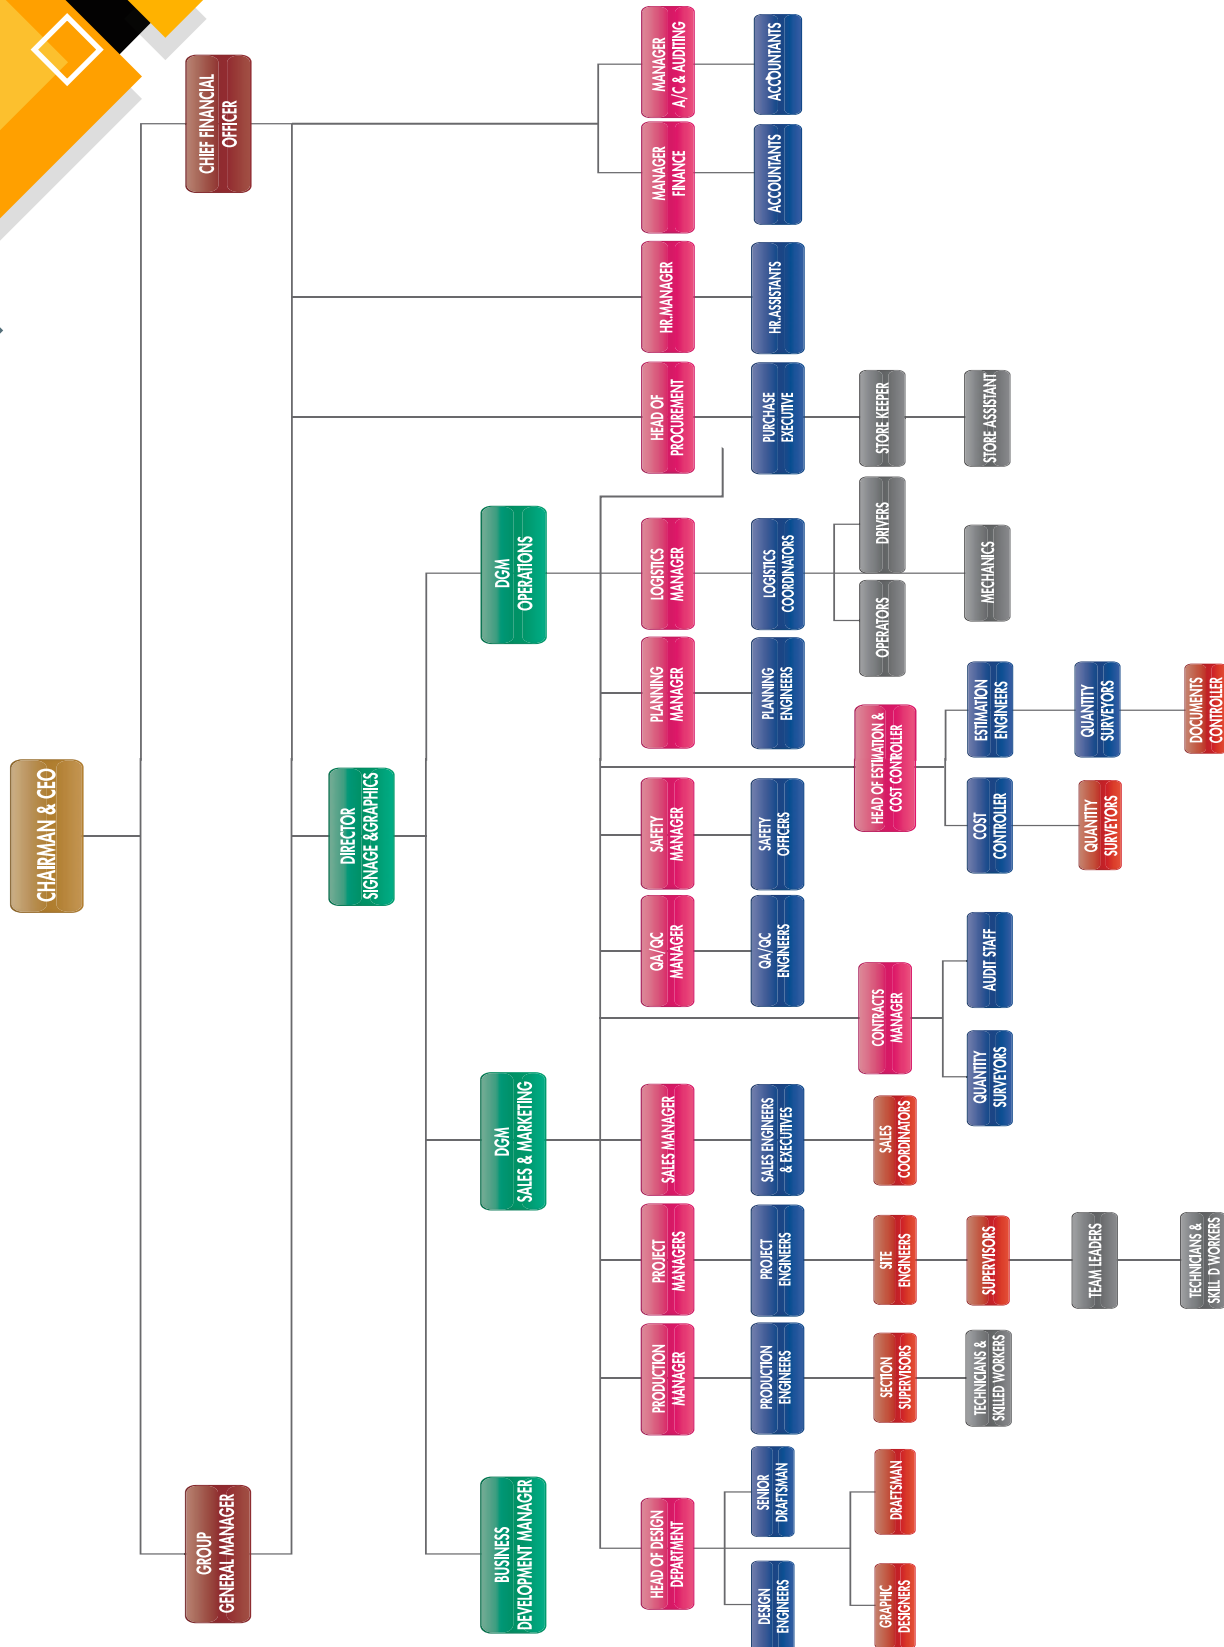 CHAIRMAN & CEO
GROUP
GENERAL MANAGER
CHIEF FINANCIAL
OFFICER
DIRECTOR
SIGNAGE &GRAPHICS
BUSINESS
DEVELOPMENT MANAGER
DGM
SALES & MARKETING
DGM
OPERATIONS
HEAD OF DESIGN
DEPARTMENT
PRODUCTION
MANAGER
PROJECT
MANAGERS
SALES MANAGER
QA/QC
MANAGER
SAFETY
MANAGER
PLANNING
MANAGER
LOGISTICS
MANAGER
HEAD OF
PROCUREMENT
HR.MANAGER
MANAGER
FINANCE
MANAGER
A/C & AUDITING
DESIGN
ENGINEERS
SENIOR
DRAFTSMAN
PRODUCTION
ENGINEERS
PROJECT
ENGINEERS
SALES ENGINEERS
& EXECUTIVES
QA/QC
ENGINEERS
SAFETY
OFFICERS
PLANNING
ENGINEERS
LOGISTICS
COORDINATORS
PURCHASE
EXECUTIVE
HR.ASSISTANTS
ACCOUNTANTS
ACCOUNTANTS
GRAPHIC
DESIGNERS
DRAFTSMAN
SECTION
SUPERVISORS
SITE
ENGINEERS
SALES
COORDINATORS
CONTRACTS
MANAGER
HEAD OF ESTIMATION &
COST CONTROLLER
OPERATORS
DRIVERS
STORE KEEPER
TECHNICIANS &
SKILLED WORKERS
SUPERVISORS
QUANTITY
SURVEYORS
AUDIT STAFF
COST
CONTROLLER
ESTIMATION
ENGINEERS
MECHANICS
STORE ASSISTANT
TEAM LEADERS
QUANTITY
SURVEYORS
QUANTITY
SURVEYORS
TECHNICIANS &
SKILL D WORKERS
DOCUMENTS
CONTROLLER